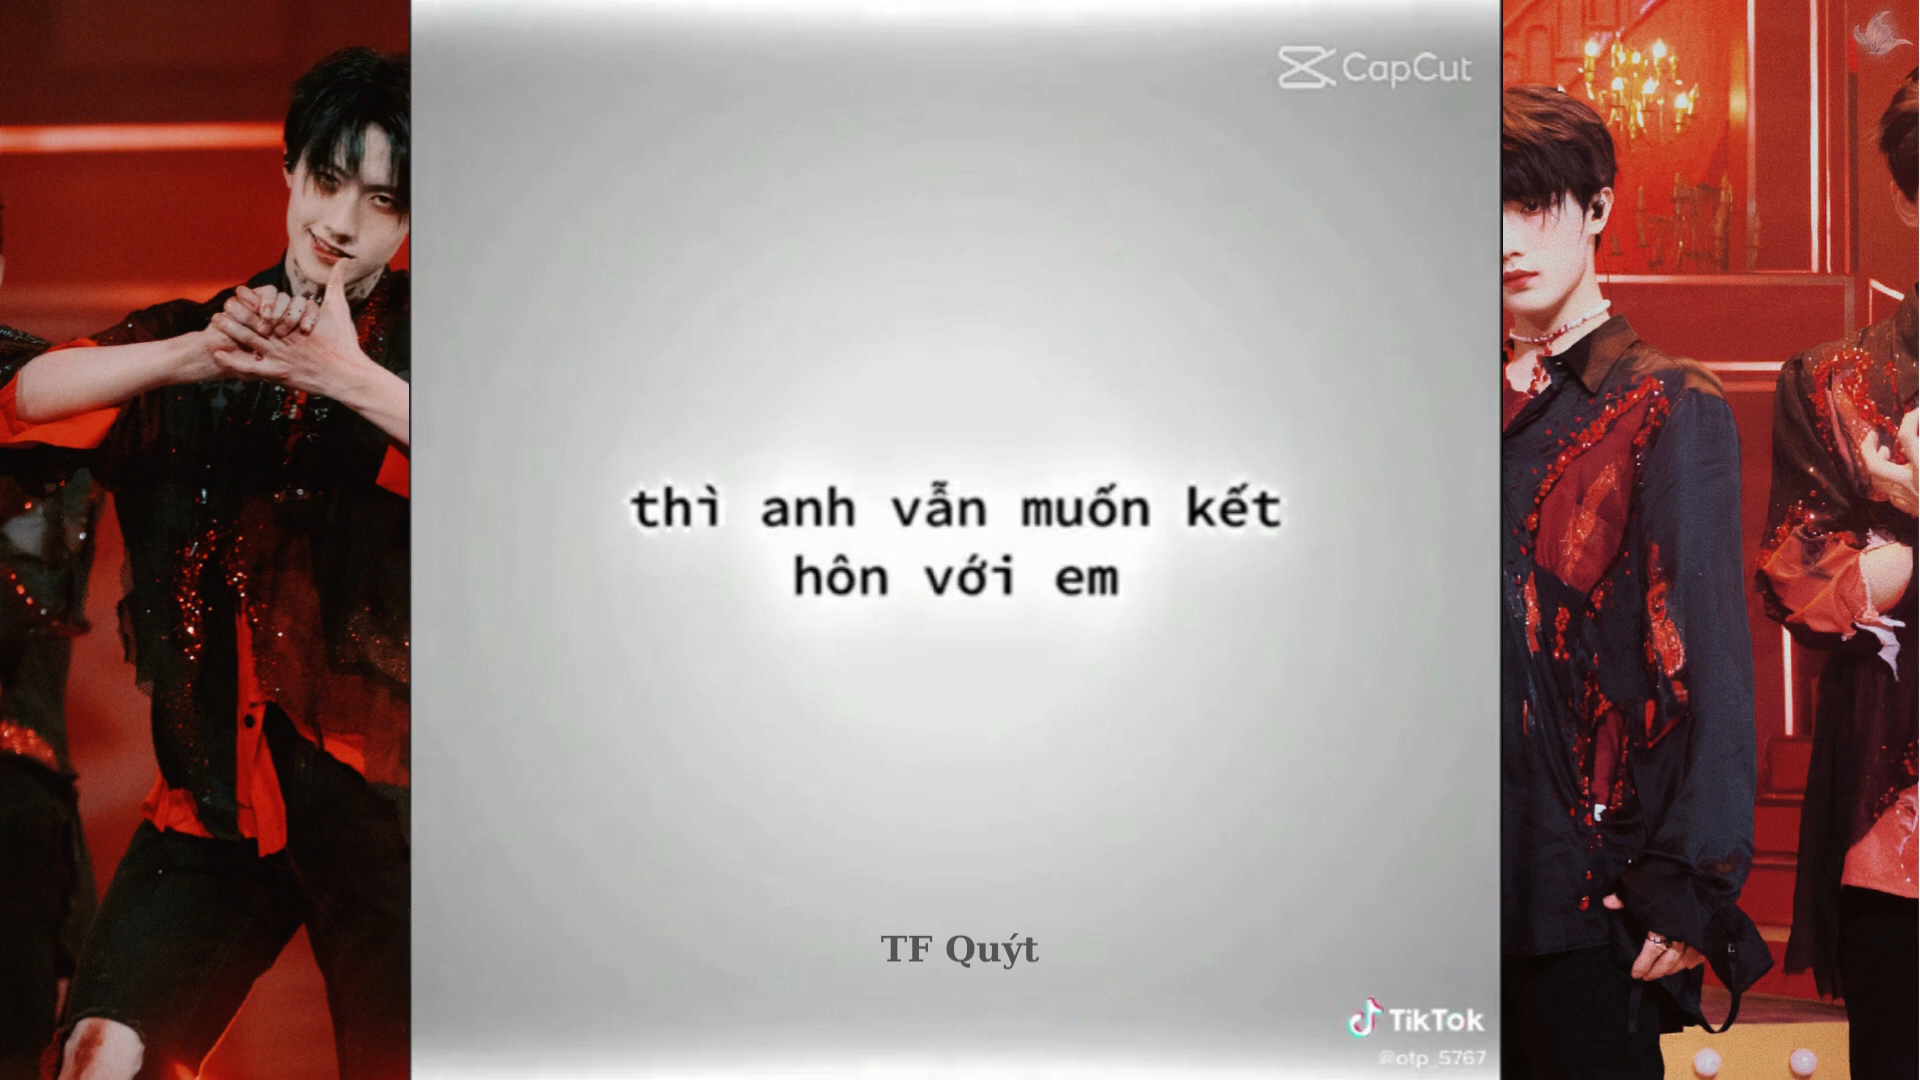 CapCut
thì anh vẫn muốn kết
hôn với em
TF Quýt
TikTok
@otp_5767